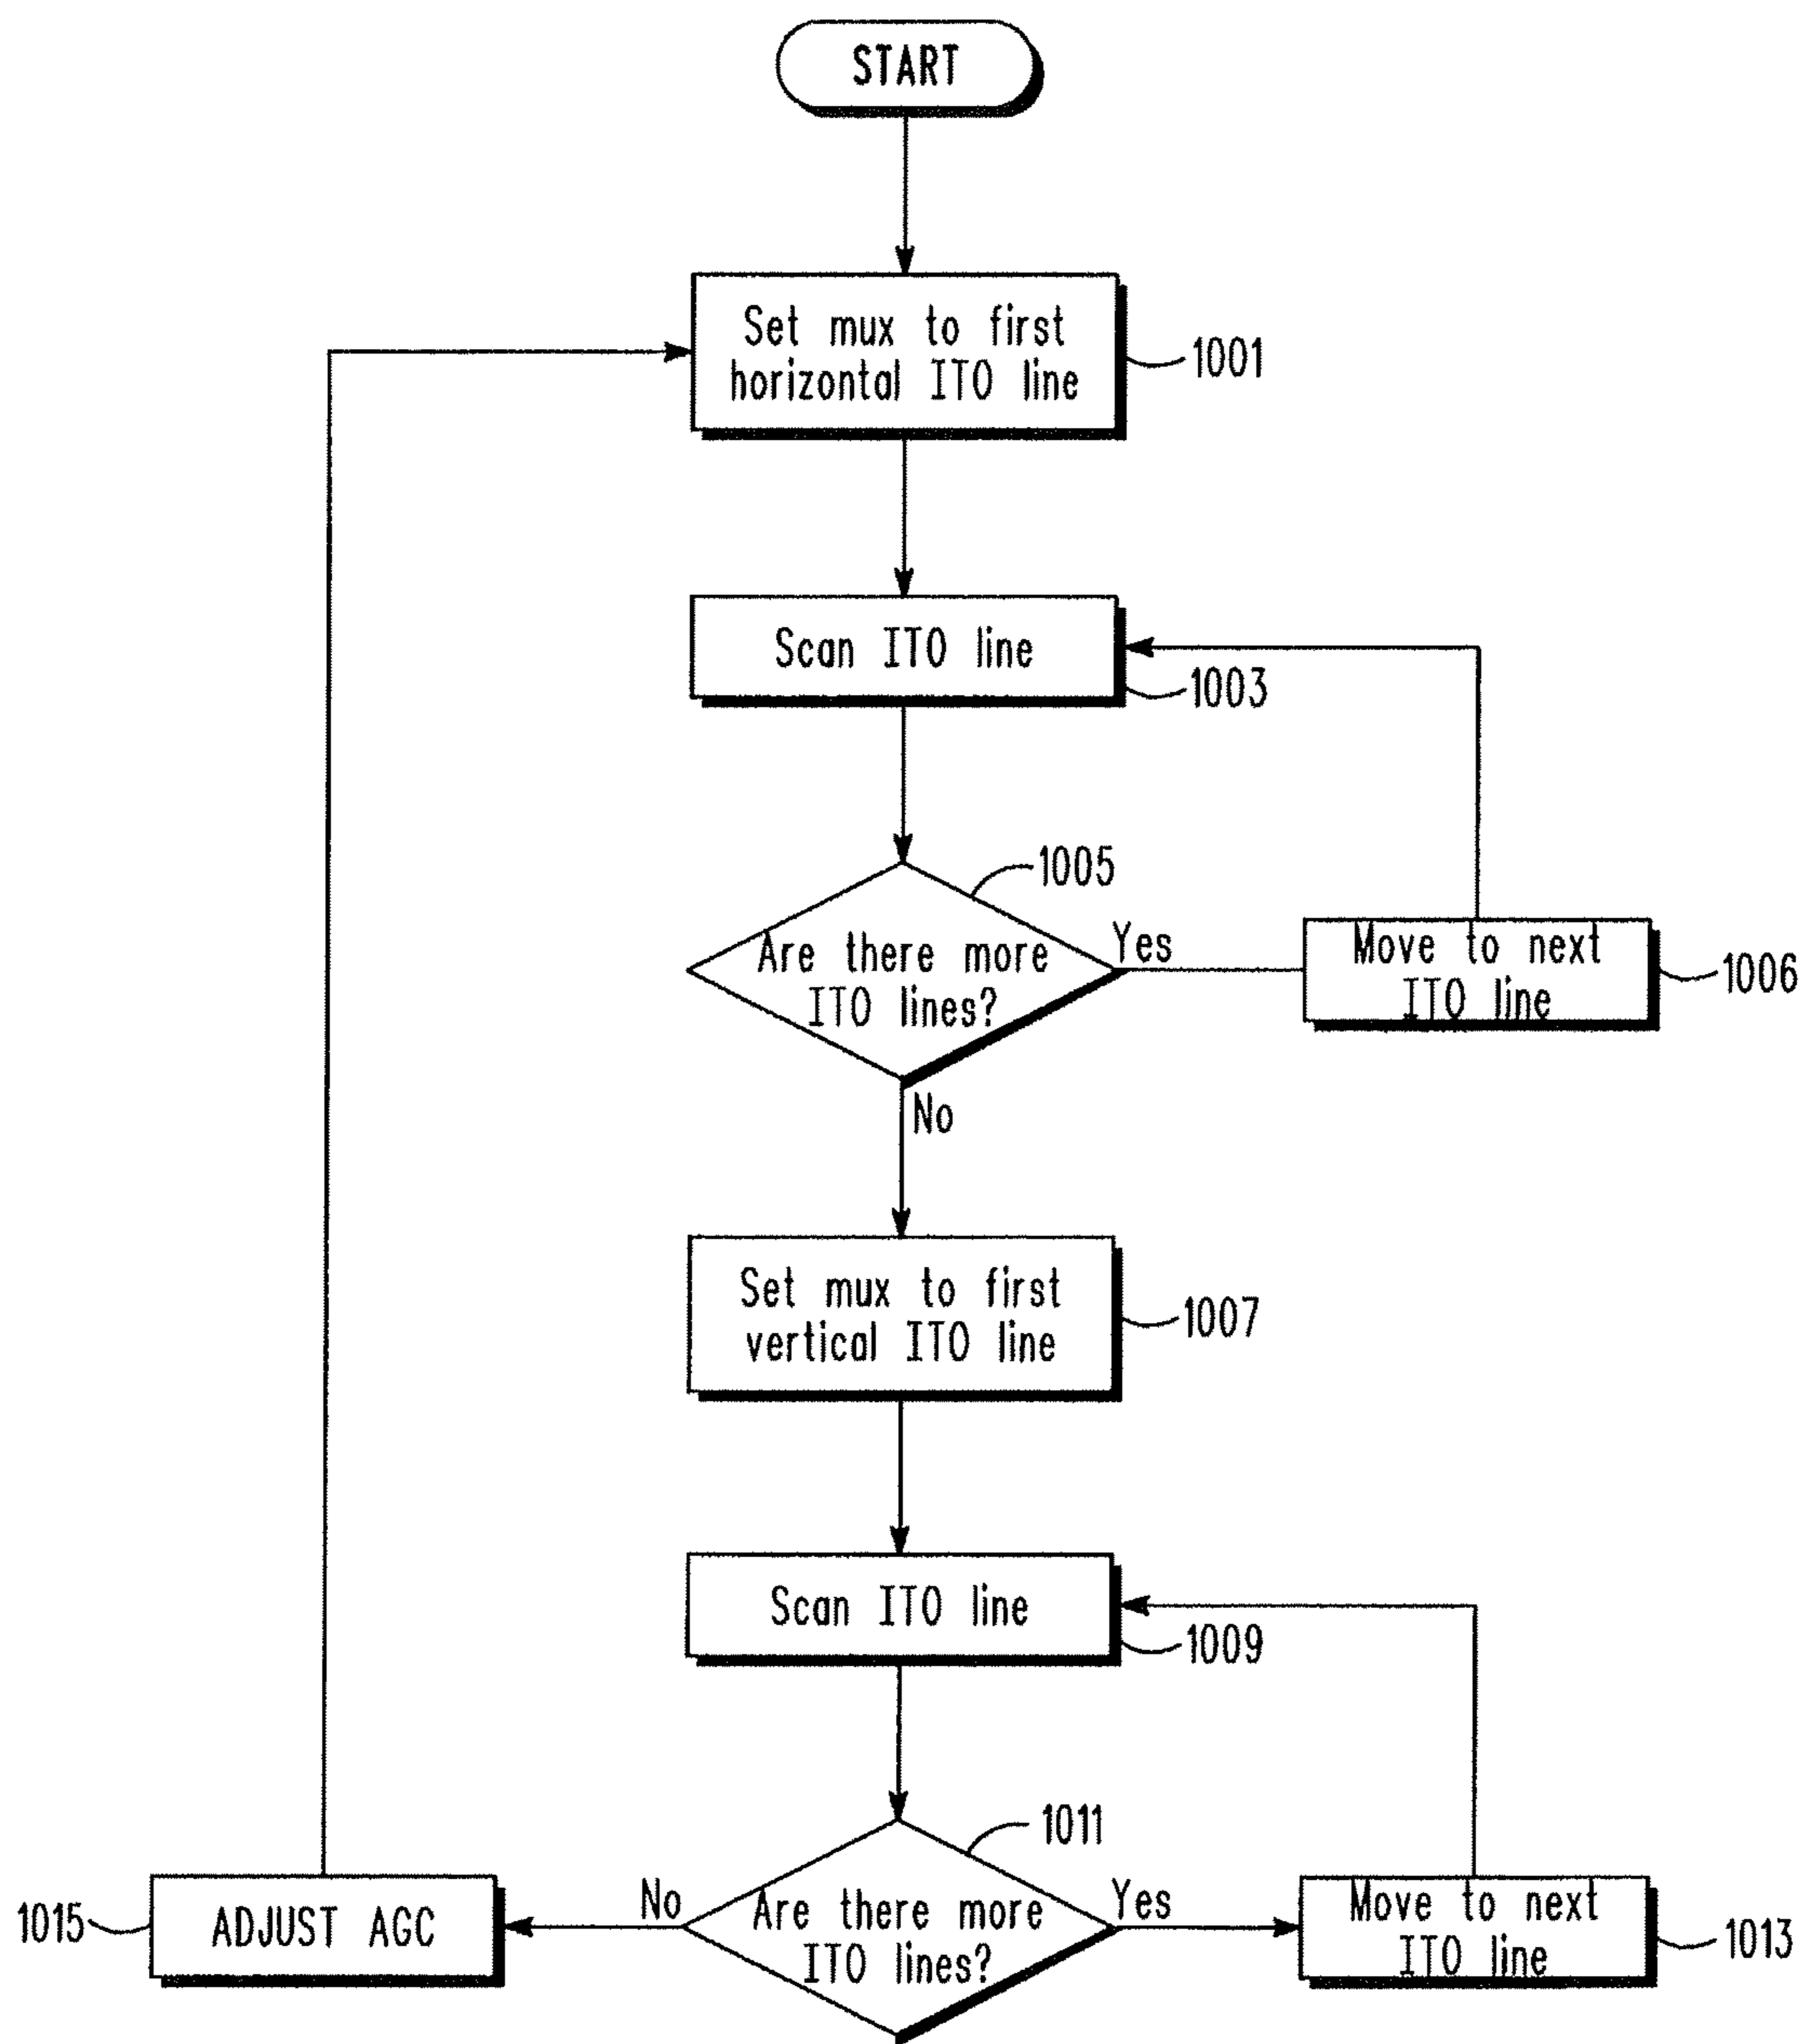 START
Set mux to first
horizontal ITO line
1001
Scan ITO line
1003
1005
Are there more
ITO lines?
Yes
Move to next
ITO line
1006
No
Set mux to first
vertical ITO line
1007
Scan ITO line
1009
1011
Are there more
ITO lines?
No
Yes
1015
ADJUST AGC
Move to next
ITO line
1013